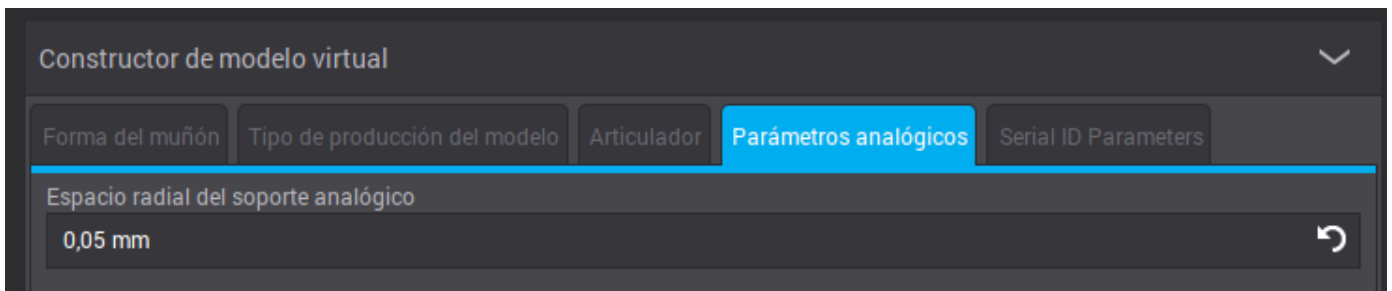 Constructor de modelo virtual
Forma del muñón Tipo de producción del modelo Articulador Parámetros analógicos Serial ID Parameters
Espacio radial del soporte analógico
0,05 mm